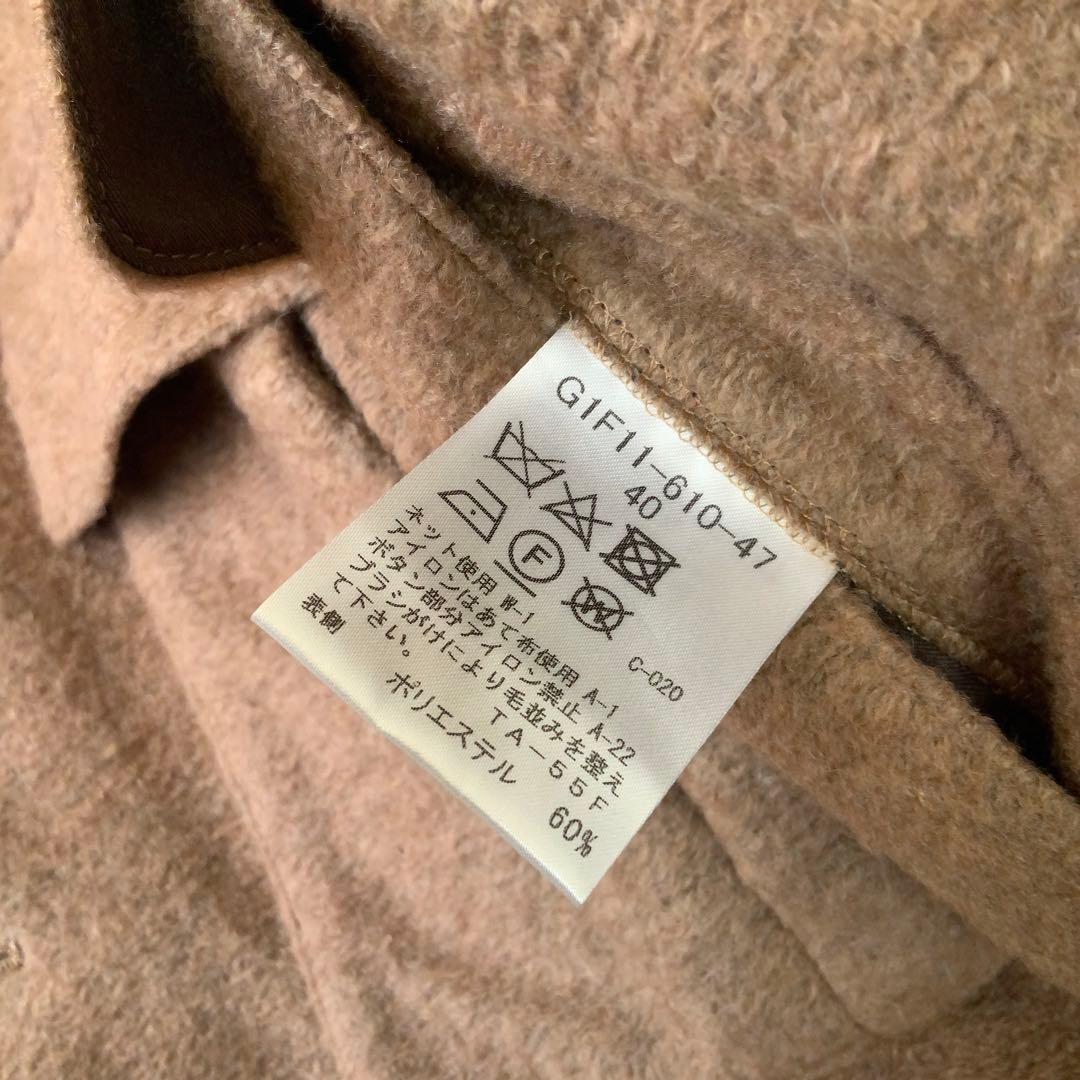 G1F11-610-47
40
F
W
C-020
ネット使用 W-1
アイロンはあて布使用 A-1
ボタン部分アイロン禁止 A-22
ブラシがけにより毛並みを整え
て下さい。 TA-55F
表側 ポリエステル 60%